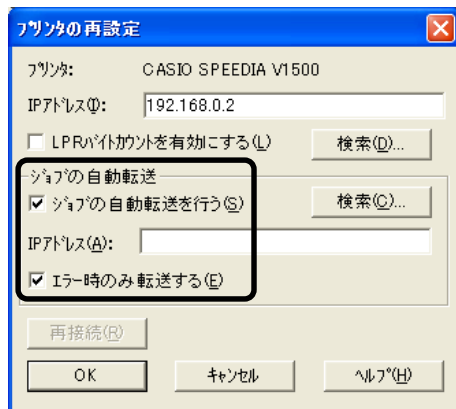 プリンタの再設定
プリンタ: CASIO SPEEDIA V1500
IPアドレス(I): 192.168.0.2
LPRバイトカウントを有効にする(L) 検索(D)...
ジョブの自動転送
ジョブの自動転送を行う(S) 検索(C)...
IPアドレス(A):
エラー時のみ転送する(E)
再接続(R)
OK キャンセル ヘルプ(H)